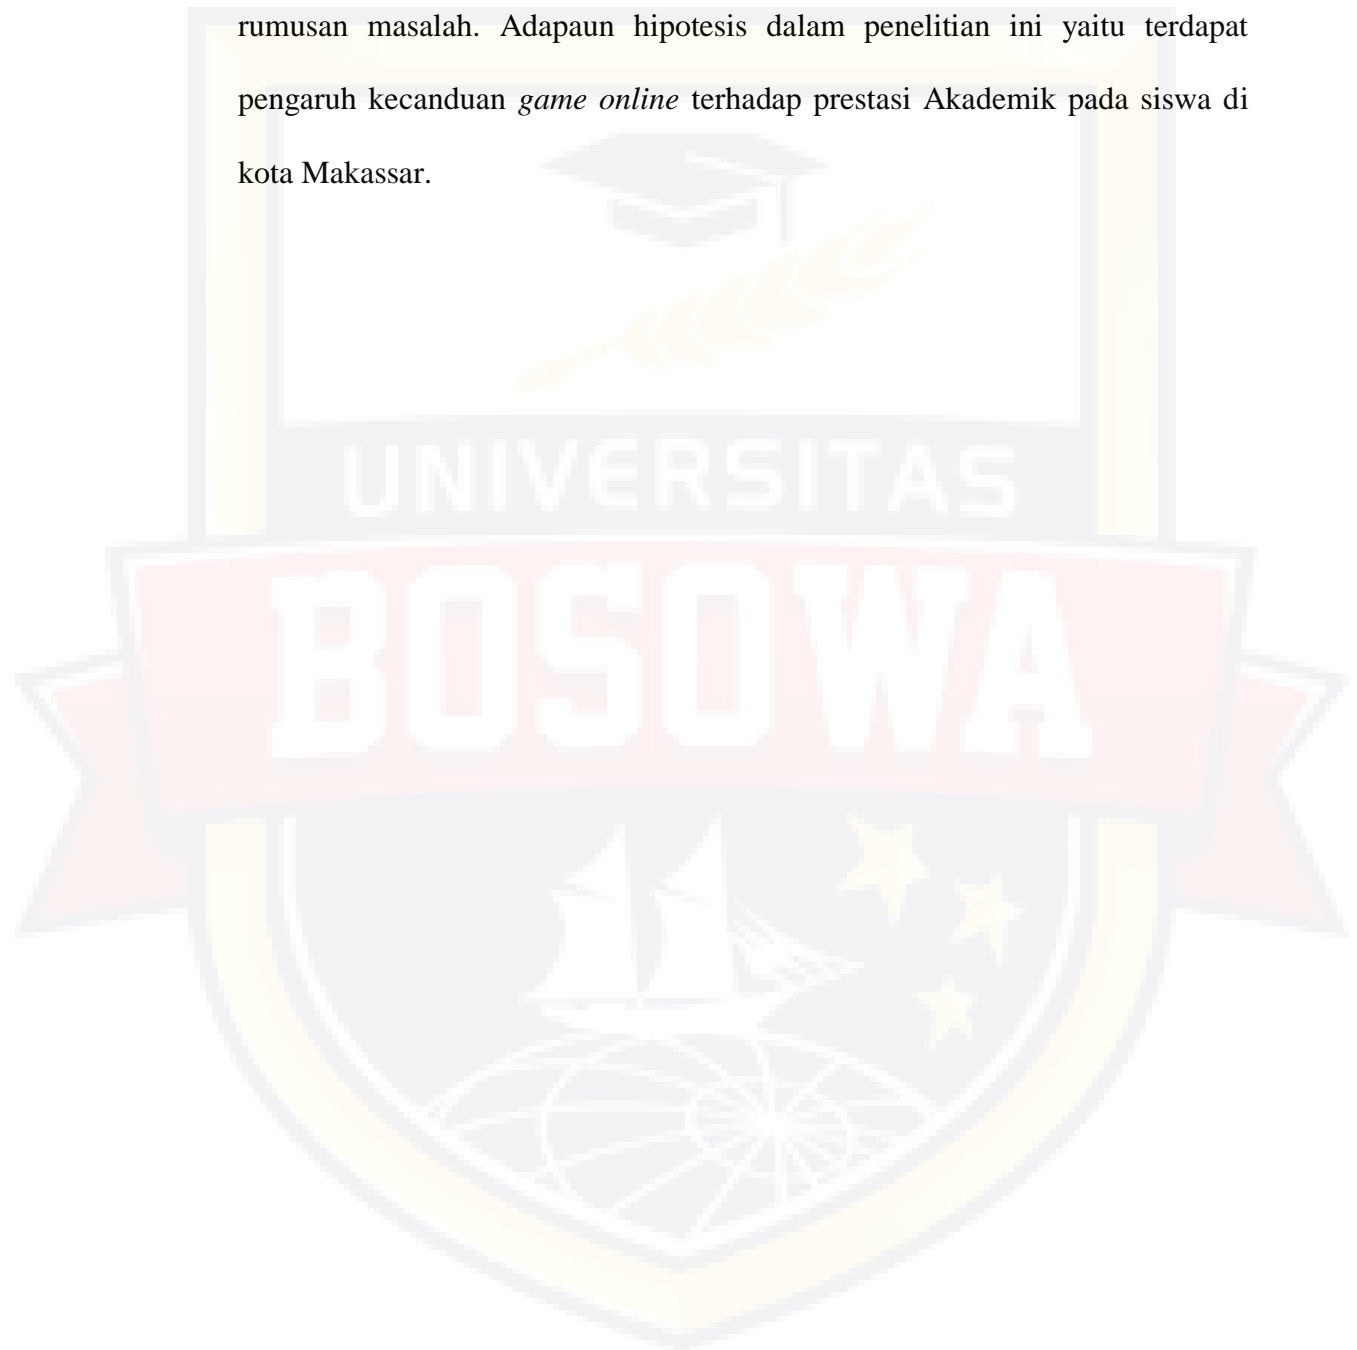 rumusan masalah. Adapaun hipotesis dalam penelitian ini yaitu terdapat
pengaruh kecanduan game online terhadap prestasi Akademik pada siswa di
kota Makassar.
UNIVERSITAS
BOSOWA